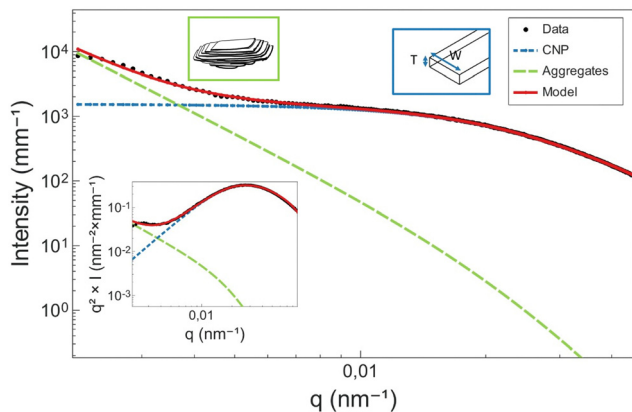 Data
CNP
Aggregates
Model
T
W
Intensity (mm⁻¹)
10⁴
10³
10²
10¹
10⁰
q² × I (nm⁻²×mm⁻¹)
10⁻¹
10⁻²
10⁻³
0,01
q (nm⁻¹)
0,01
q (nm⁻¹)